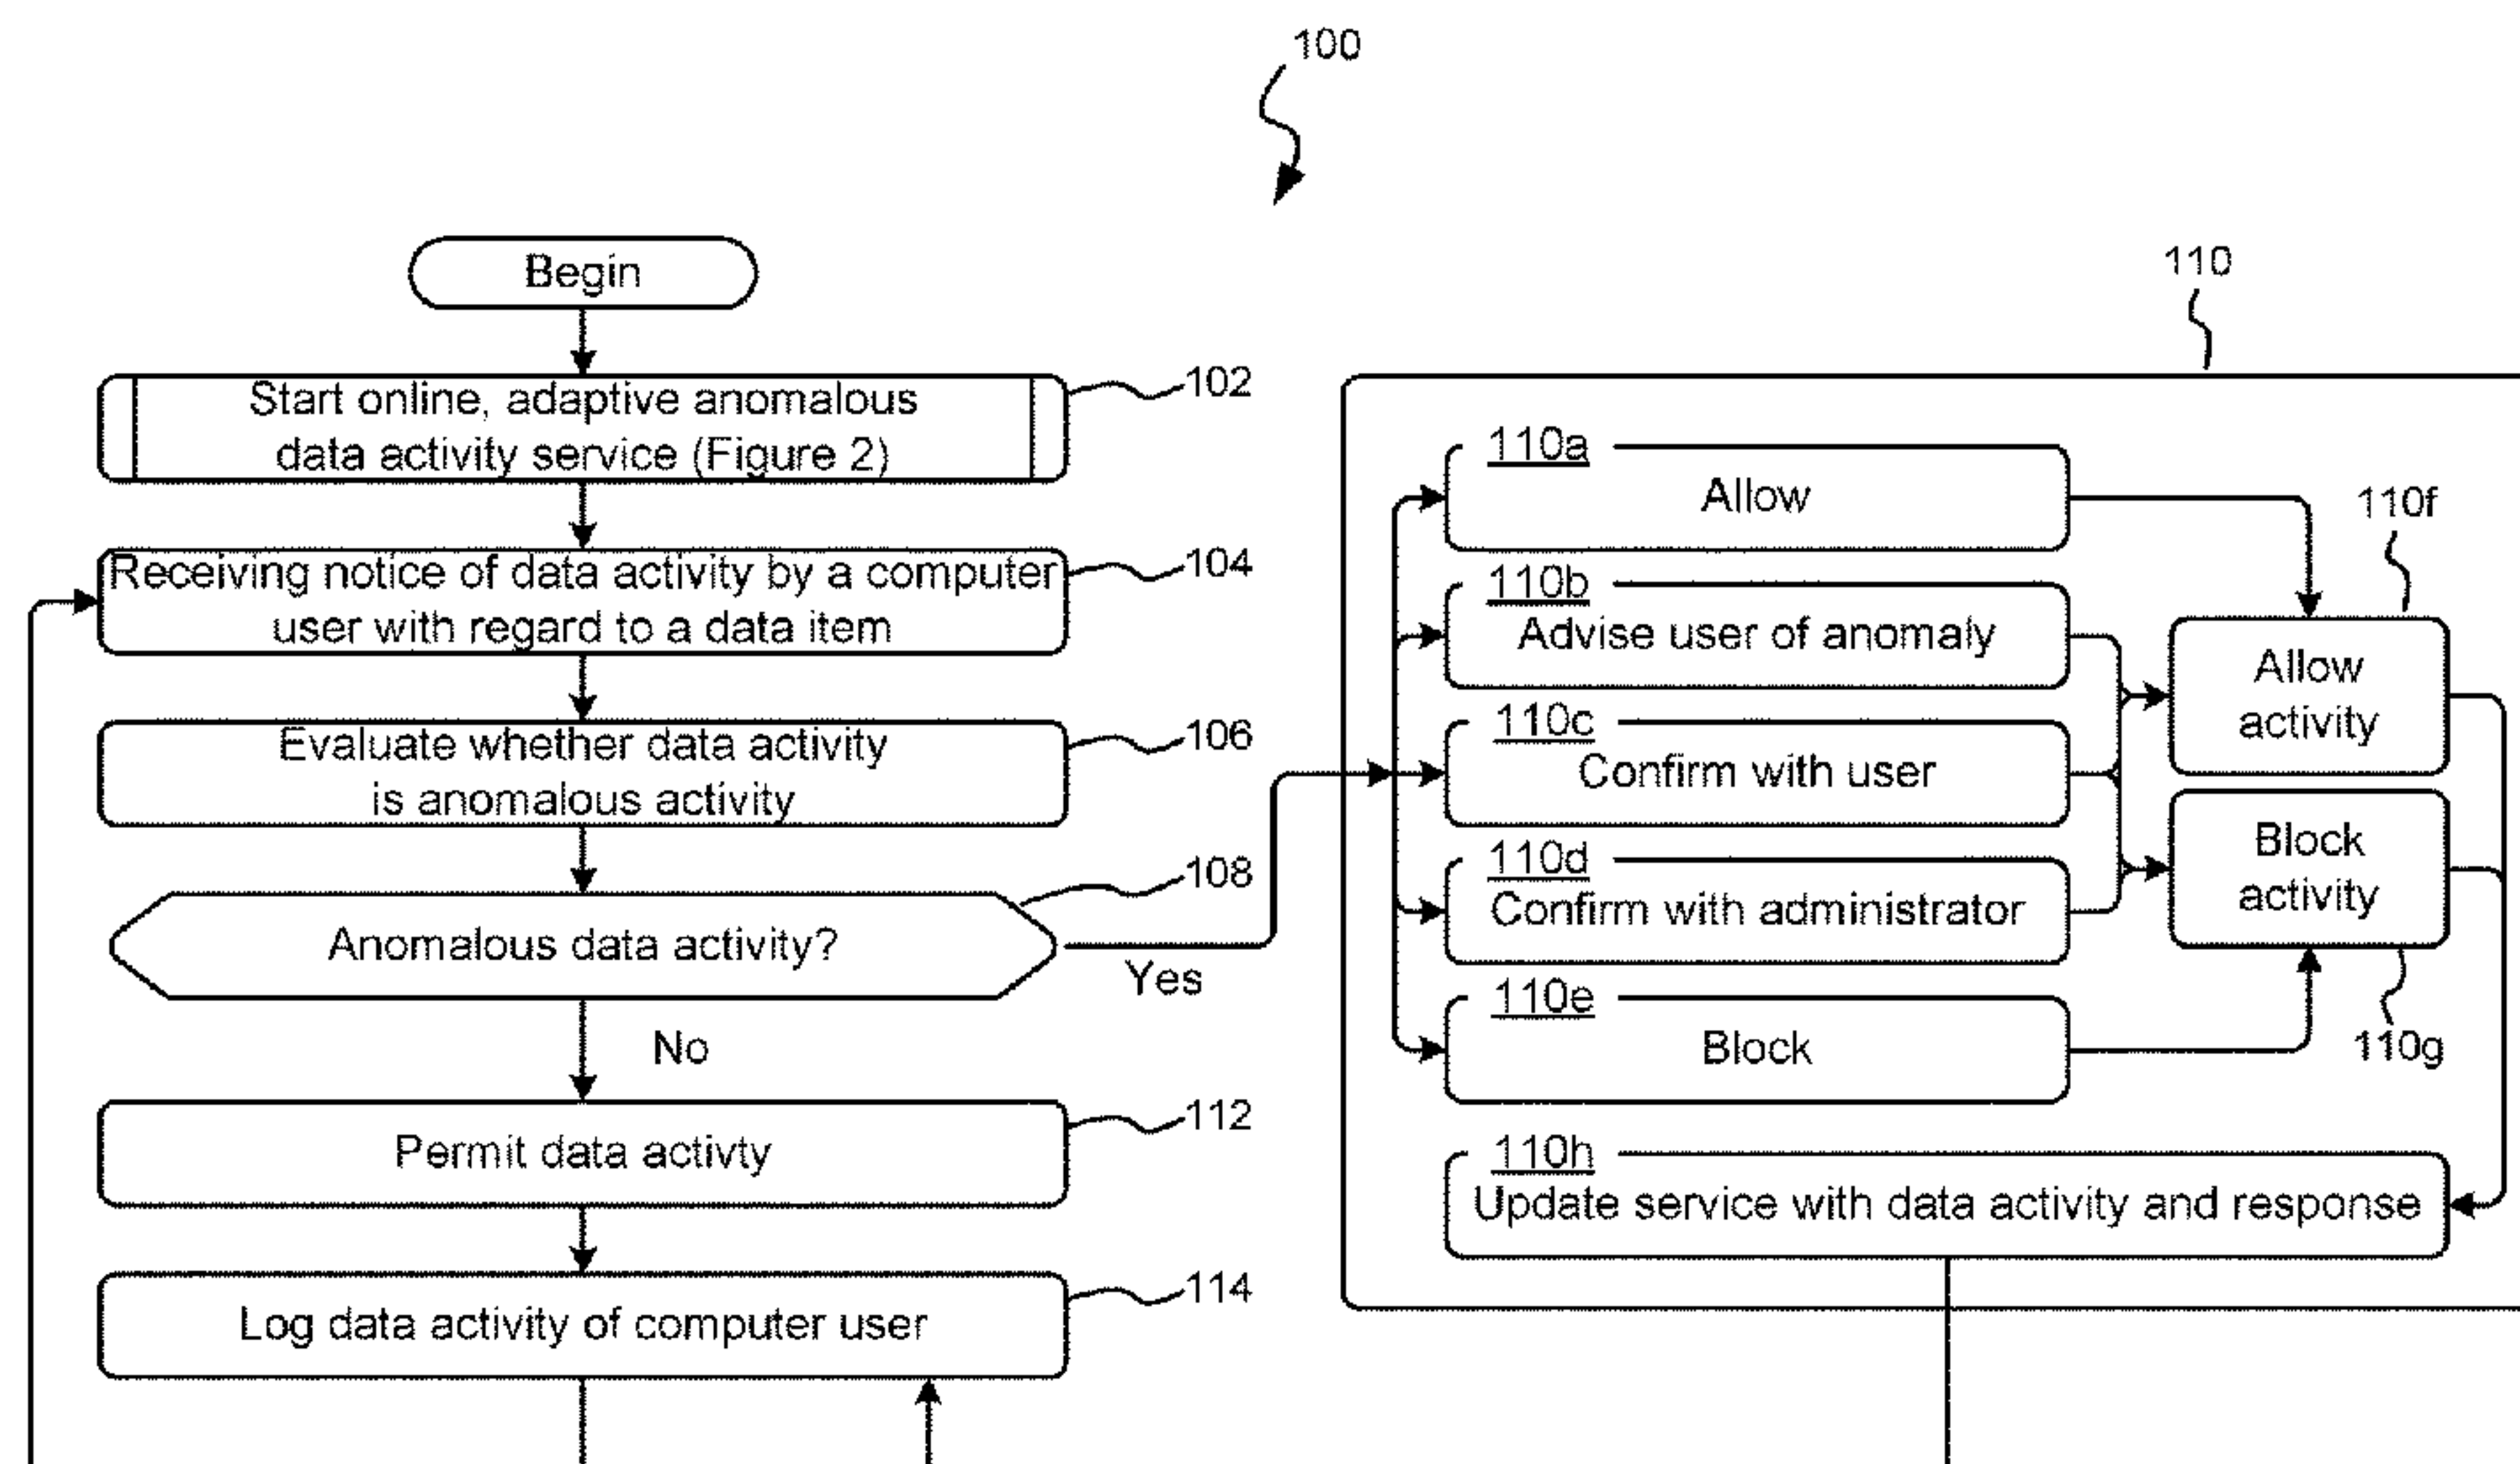 100
Begin
Start online, adaptive anomalous
data activity service (Figure 2)
102
Receiving notice of data activity by a computer
user with regard to a data item
104
Evaluate whether data activity
is anomalous activity
106
Anomalous data activity?
108
Yes
No
Permit data activty
112
Log data activity of computer user
114
110
110a
Allow
110b
Advise user of anomaly
110c
Confirm with user
110d
Confirm with administrator
110e
Block
110f
Allow
activity
Block
activity
110g
110h
Update service with data activity and response